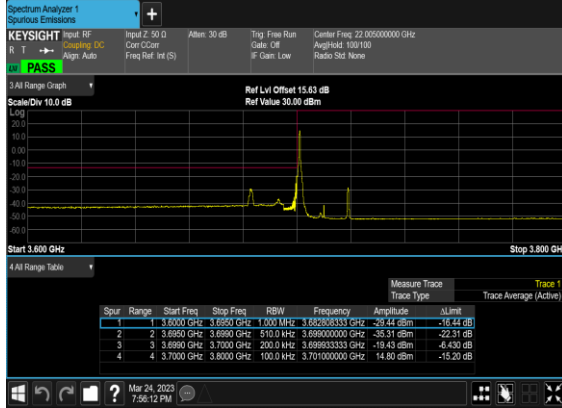 Spectrum Analyzer 1
Spurious Emissions
+
KEYSIGHT Input: RF Input Z: 50 Ω Atten: 30 dB Trig: Free Run Center Freq: 22.005000000 GHz
R T Coupling: DC Corr CCorr Gate: Off Avg|Hold: 100/100
Align: Auto Freq Ref: Int (S) IF Gain: Low Radio Std: None
PASS
3 All Range Graph
Ref Lvl Offset 15.63 dB
Scale/Div 10.0 dB Ref Value 30.00 dBm
Log
20.0
10.0
0.00
-10.0
-20.0
-30.0
-40.0
-50.0
-60.0
Start 3.600 GHz Stop 3.800 GH
4 All Range Table
Measure Trace Trace 1
Trace Type Trace Average (Active)
Spur Range Start Freq Stop Freq RBW Frequency Amplitude ΔLimit
1 1 3.6000 GHz 3.6950 GHz 1.000 MHz 3.682808333 GHz -29.44 dBm -16.44 dB
2 2 3.6950 GHz 3.6990 GHz 510.0 kHz 3.699000000 GHz -35.31 dBm -22.31 dB
3 3 3.6990 GHz 3.7000 GHz 200.0 kHz 3.699933333 GHz -19.43 dBm -6.430 dB
4 4 3.7000 GHz 3.8000 GHz 100.0 kHz 3.701000000 GHz 14.80 dBm -15.20 dB
?
Mar 24, 2023
7:56:12 PM